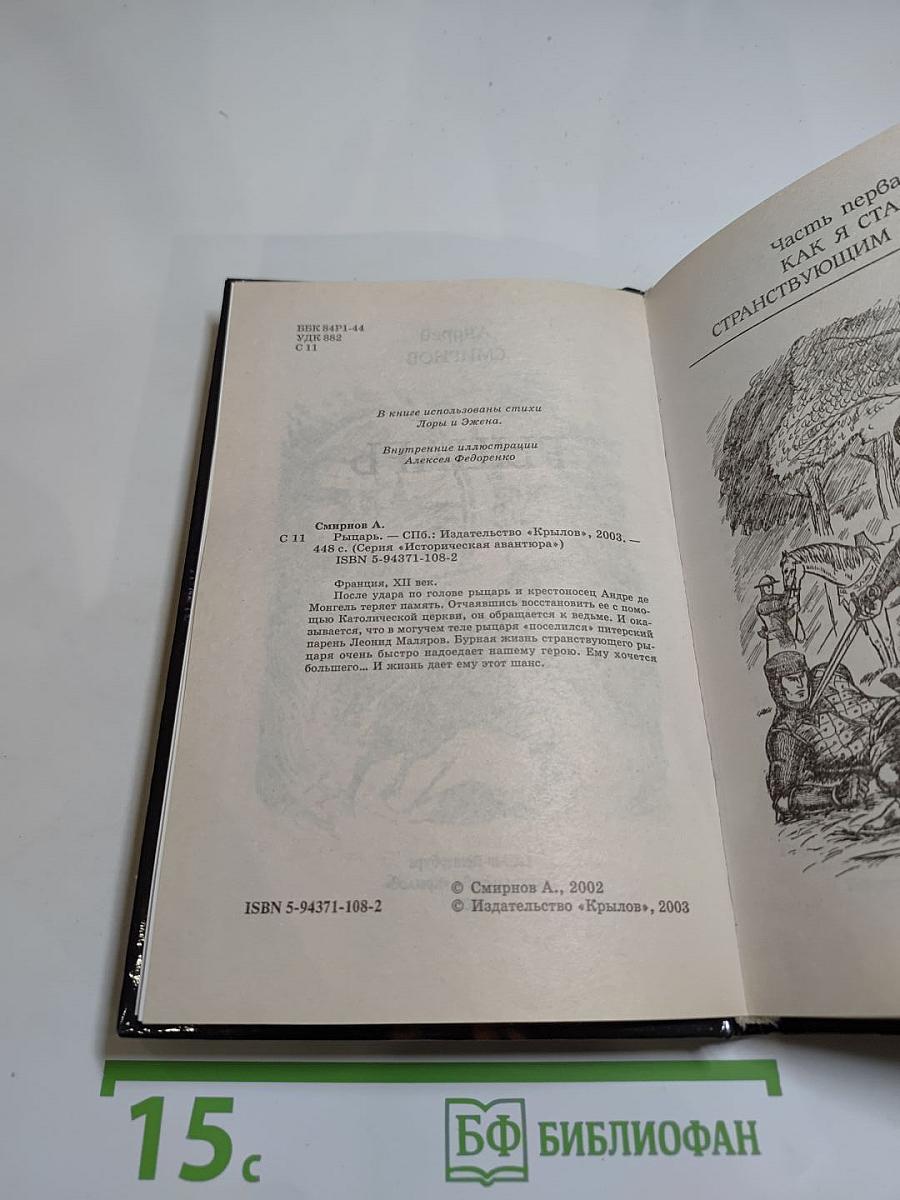 ББК 84Р1-44
УДК 882
С 11
В книге использованы стихи
Лоры и Эжена.
Внутренние иллюстрации
Алексея Федоренко
Смирнов А.
С 11 Рыцарь. — СПб.: Издательство «Крылов», 2003. —
448 с. (Серия «Историческая авантюра»)
ISBN 5-94371-108-2
Франция, XII век.
После удара по голове рыцарь и крестоносец Андре де
Монгель теряет память. Отчаявшись восстановить ее с помо-
щью Католической церкви, он обращается к ведьме. И ока-
зывается, что в могучем теле рыцаря «поселился» питерский
парень Леонид Маляров. Бурная жизнь странствующего ры-
царя очень быстро надоедает нашему герою. Ему хочется
большего... И жизнь дает ему этот шанс.
ISBN 5-94371-108-2
© Смирнов А., 2002
© Издательство «Крылов», 2003
Часть перва
КАК Я СТА
СТРАНСТВУЮЩИМ
15 с
БФ БИБЛИОФАН